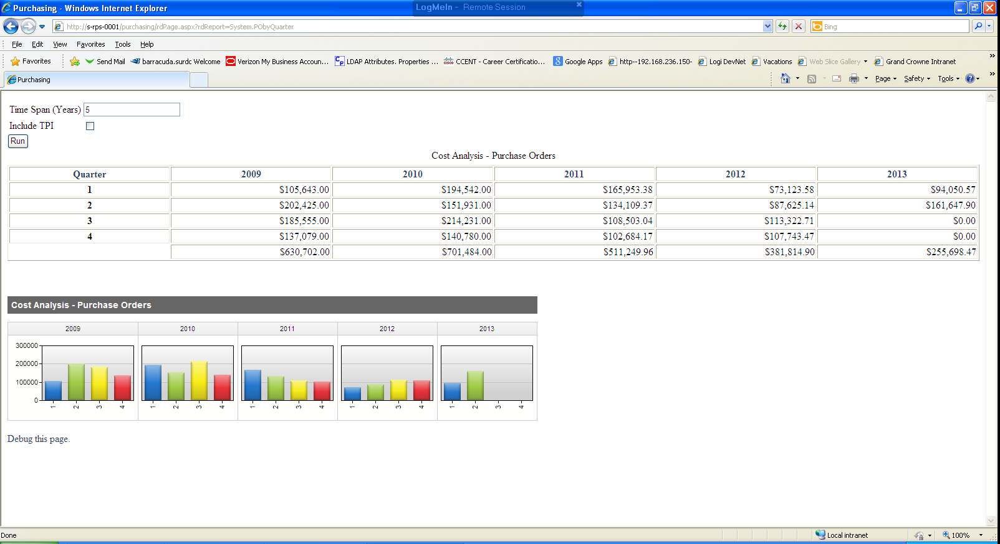 Purchasing - Windows Internet Explorer
LogMeIn - Remote Session
http://s-rps-0001/purchasing/rdPage.aspx?rdReport=System.PObyQuarter
Bing
File Edit View Favorites Tools Help
Favorites Send Mail barracuda.surdc Welcome Verizon My Business Accoun... LDAP Attributes. Properties ... CCENT - Career Certificatio... Google Apps http--192.168.236.150- Logi DevNet Vacations Web Slice Gallery Grand Crowne Intranet
Purchasing
Page Safety Tools
Time Span (Years) 5
Include TPI
Run
Cost Analysis - Purchase Orders
Quarter 2009 2010 2011 2012 2013
1 $105,643.00 $194,542.00 $165,953.38 $73,123.58 $94,050.57
2 $202,425.00 $151,931.00 $134,109.37 $87,625.14 $161,647.90
3 $185,555.00 $214,231.00 $108,503.04 $113,322.71 $0.00
4 $137,079.00 $140,780.00 $102,684.17 $107,743.47 $0.00
$630,702.00 $701,484.00 $511,249.96 $381,814.90 $255,698.47
Cost Analysis - Purchase Orders
2009 2010 2011 2012 2013
300000
200000
100000
0
1 2 3 4 1 2 3 4 1 2 3 4 1 2 3 4 1 2 3 4
Debug this page.
Done Local intranet 100%